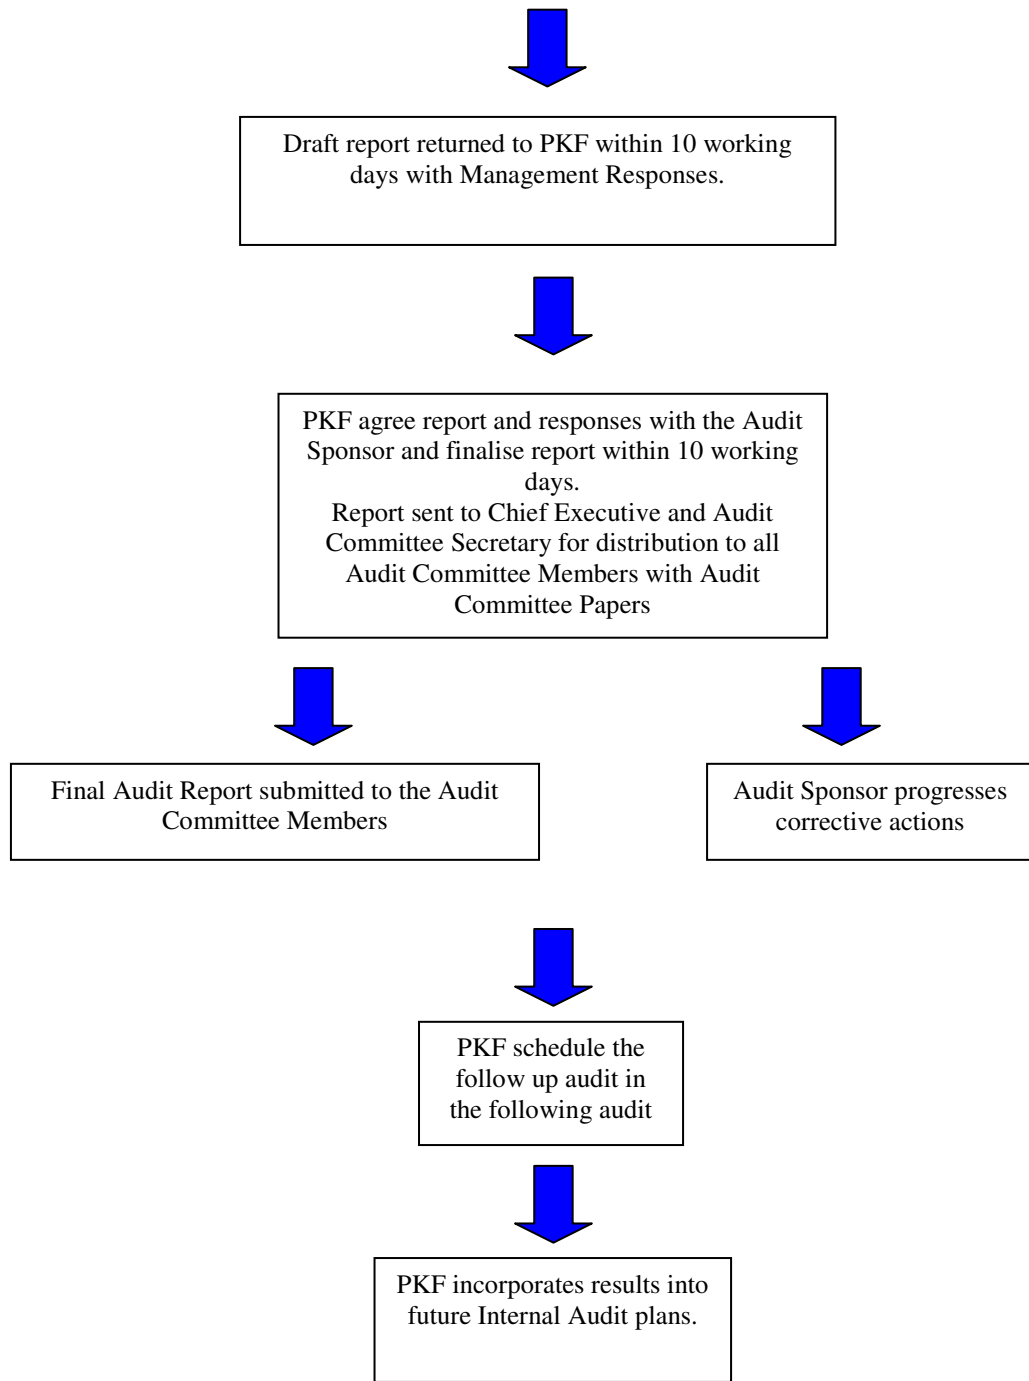 Draft report returned to PKF within 10 working
days with Management Responses.
PKF agree report and responses with the Audit
Sponsor and finalise report within 10 working
days.
Report sent to Chief Executive and Audit
Committee Secretary for distribution to all
Audit Committee Members with Audit
Committee Papers
Final Audit Report submitted to the Audit
Committee Members
Audit Sponsor progresses
corrective actions
PKF schedule the
follow up audit in
the following audit
PKF incorporates results into
future Internal Audit plans.